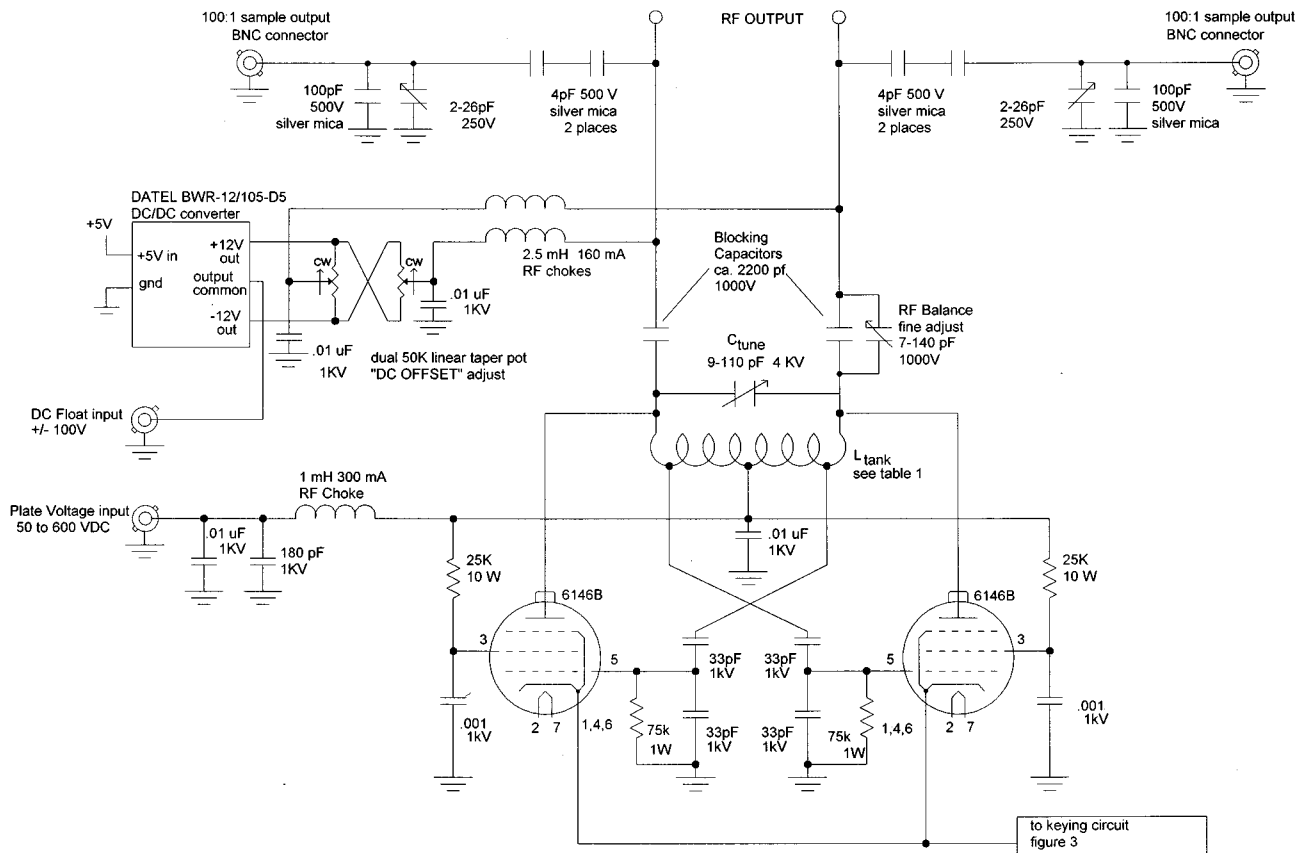 100:1 sample output
BNC connector
RF OUTPUT
100:1 sample output
BNC connector
100pF
500V
silver mica
2-26pF
250V
4pF 500 V
silver mica
2 places
4pF 500 V
silver mica
2 places
2-26pF
250V
100pF
500V
silver mica
DATEL BWR-12/105-D5
DC/DC converter
+5V
+5V in
gnd
+12V
out
output
common
-12V
out
cw
cw
2.5 mH 160 mA
RF chokes
.01 uF
1KV
.01 uF
1KV
dual 50K linear taper pot
"DC OFFSET" adjust
Blocking
Capacitors
ca. 2200 pf
1000V
RF Balance
fine adjust
7-140 pF
1000V
Ctune
9-110 pF 4 KV
DC Float input
+/- 100V
Ltank
see table 1
1 mH 300 mA
RF Choke
Plate Voltage input
50 to 600 VDC
.01 uF
1KV
180 pF
1KV
.01 uF
1KV
25K
10 W
25K
10 W
6146B
6146B
3
5
33pF
1kV
33pF
1kV
5
3
.001
1kV
2 7
1,4,6
75k
1W
33pF
1kV
33pF
1kV
75k
1W
1,4,6
2 7
.001
1kV
to keying circuit
figure 3